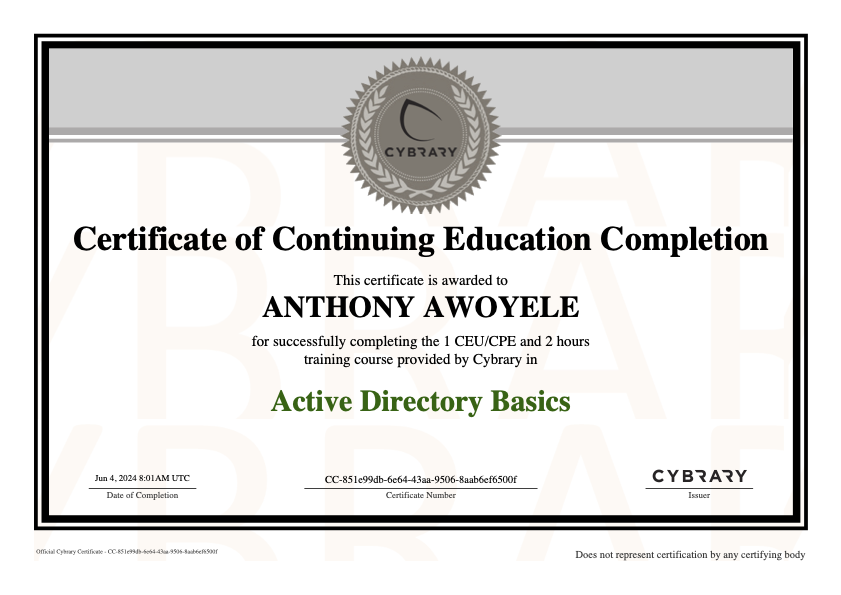 CYBRARY
Certificate of Continuing Education Completion
This certificate is awarded to
ANTHONY AWOYELE
for successfully completing the 1 CEU/CPE and 2 hours
training course provided by Cybrary in
Active Directory Basics
Jun 4, 2024 8:01AM UTC
Date of Completion
CC-851e99db-6e64-43aa-9506-8aab6ef6500f
Certificate Number
CYBRARY
Issuer
Official Cybrary Certificate - CC-851e99db-6e64-43aa-9506-8aab6ef6500f
Does not represent certification by any certifying body